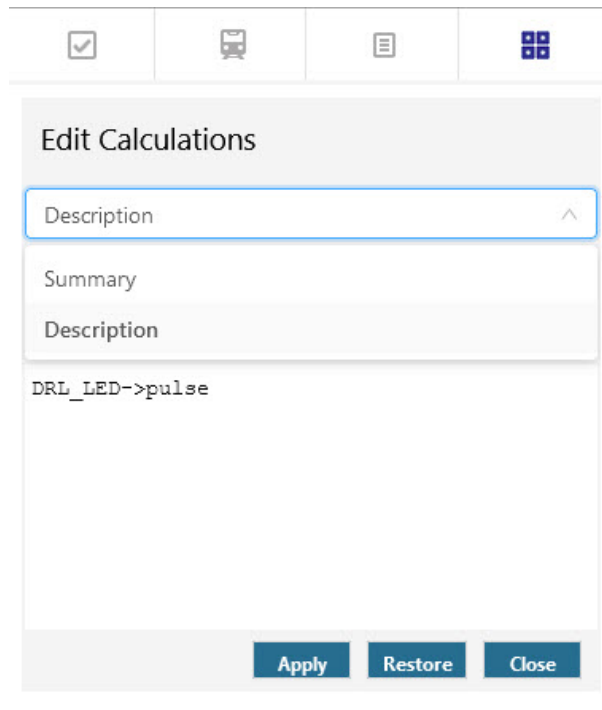 Edit Calculations
Description
Summary
Description
DRL_LED->pulse
Apply Restore Close